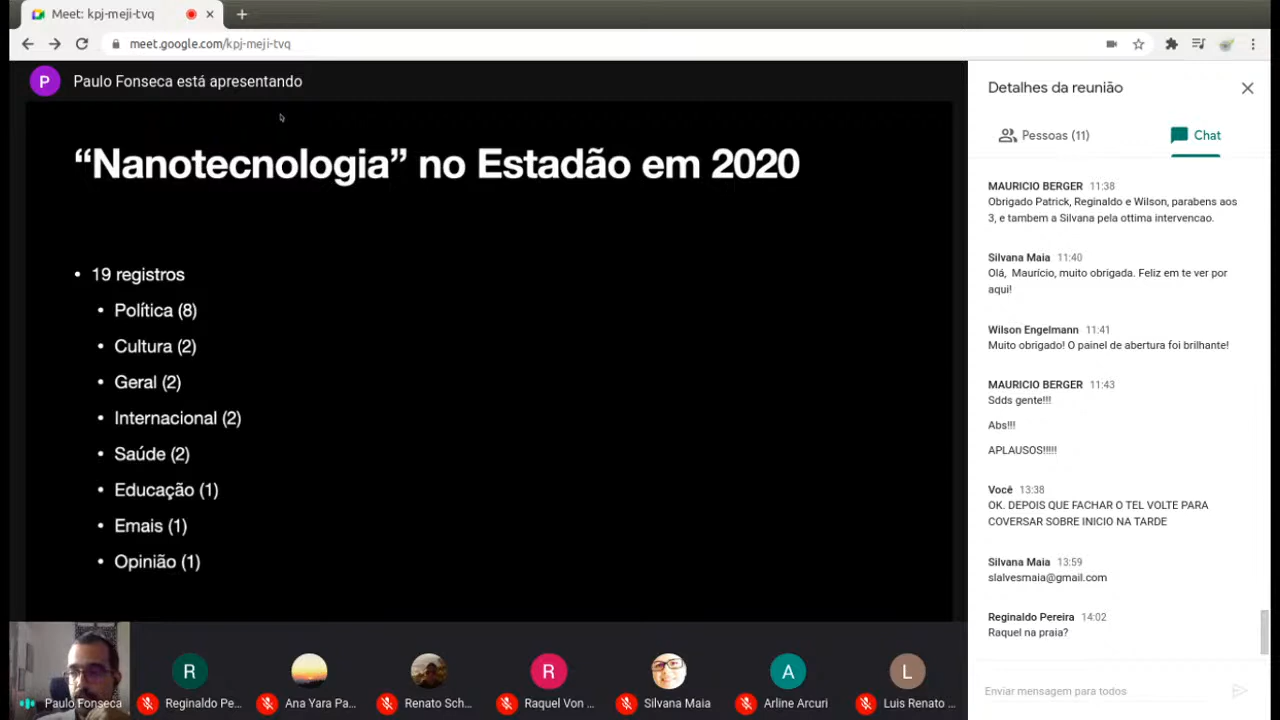 Meet: kpj-meji-tvq
meet.google.com/kpj-meji-tvq
P
Paulo Fonseca está apresentando
“Nanotecnologia” no Estadão em 2020
• 19 registros
• Política (8)
• Cultura (2)
• Geral (2)
• Internacional (2)
• Saúde (2)
• Educação (1)
• Emais (1)
• Opinião (1)
Paulo Fonseca
R
Reginaldo Pe...
Ana Yara Pa...
Renato Sch...
R
Raquel Von ...
Silvana Maia
A
Arline Arcuri
L
Luis Renato ...
Detalhes da reunião
Pessoas (11)
Chat
MAURICIO BERGER 11:38
Obrigado Patrick, Reginaldo e Wilson, parabens aos
3, e tambem a Silvana pela ottima intervencao.
Silvana Maia 11:40
Olá, Maurício, muito obrigada. Feliz em te ver por
aqui!
Wilson Engelmann 11:41
Muito obrigado! O painel de abertura foi brilhante!
MAURICIO BERGER 11:43
Sdds gente!!!
Abs!!!
APLAUSOS!!!!!
Você 13:38
OK. DEPOIS QUE FACHAR O TEL VOLTE PARA
COVERSAR SOBRE INICIO NA TARDE
Silvana Maia 13:59
slalvesmaia@gmail.com
Reginaldo Pereira 14:02
Raquel na praia?
Enviar mensagem para todos